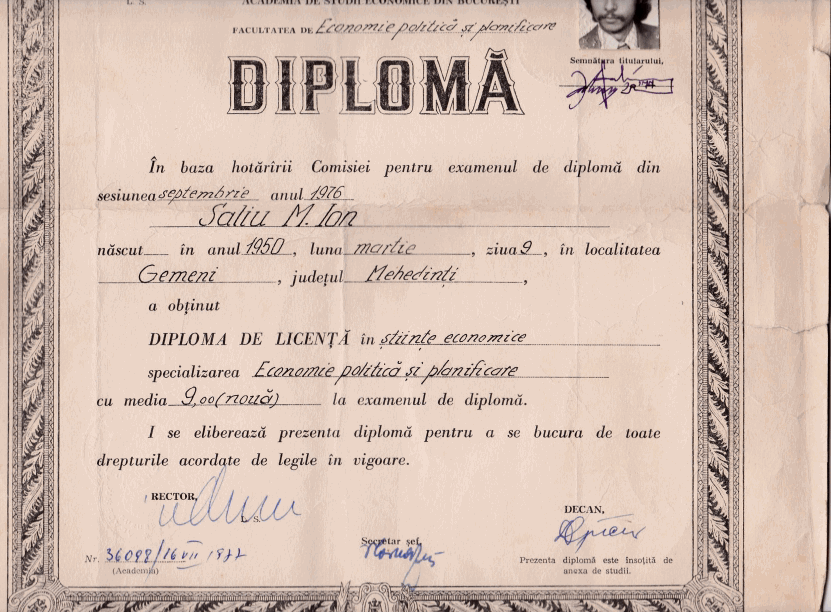 L. S. ACADEMIA DE STUDII ECONOMICE DIN BUCUREȘTI
FACULTATEA DE Economie politică și planificare
Semnătura titularului,
DIPLOMĂ
În baza hotărîrii Comisiei pentru examenul de diplomă din
sesiunea septembrie anul 1976
Saliu M. Ion
născut în anul 1950, luna martie, ziua 9, în localitatea
Gemeni, județul Mehedinți,
a obținut
DIPLOMA DE LICENȚĂ în științe economice
specializarea Economie politică și planificare
cu media 9,00 (nouă) la examenul de diplomă.
I se eliberează prezenta diplomă pentru a se bucura de toate
drepturile acordate de legile în vigoare.
RECTOR,
L. S.
DECAN,
Secretar șef,
Nr. 36098/16 VII 1977
(Academia)
Prezenta diplomă este însoțită de
anexa de studii.